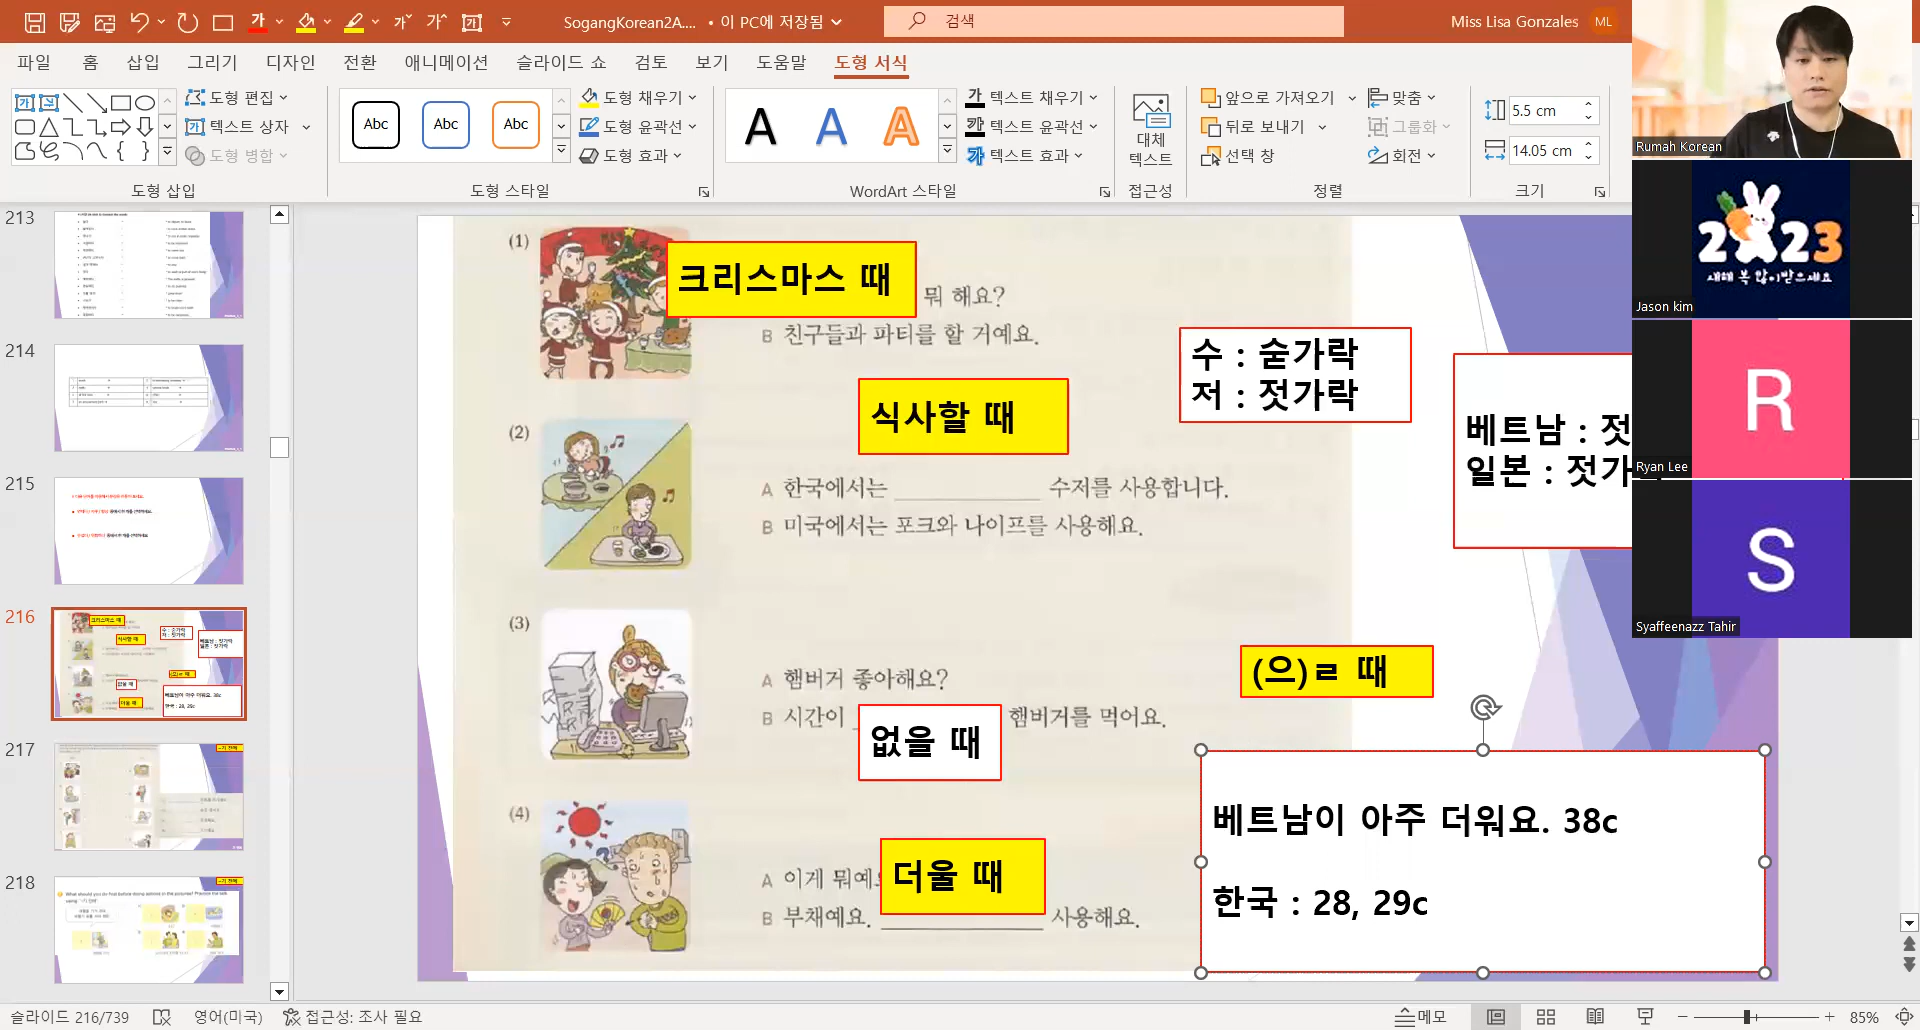 SogangKorean2A.... • 이 PC에 저장됨
검색
Miss Lisa Gonzales ML
파일 홈 삽입 그리기 디자인 전환 애니메이션 슬라이드 쇼 검토 보기 도움말 도형 서식
도형 편집
텍스트 상자
도형 병합
도형 삽입
Abc Abc Abc
도형 채우기
도형 윤곽선
도형 효과
도형 스타일
A A A
텍스트 채우기
텍스트 윤곽선
텍스트 효과
WordArt 스타일
대체
텍스트
접근성
앞으로 가져오기
뒤로 보내기
선택 창
맞춤
그룹화
회전
정렬
5.5 cm
14.05 cm
크기
213
214
215
216
217
218
(1)
크리스마스 때
뭐 해요?
B 친구들과 파티를 할 거예요.
수 : 숟가락
저 : 젓가락
베트남 : 젓
일본 : 젓가
식사할 때
(2)
A 한국에서는 ____________ 수저를 사용합니다.
B 미국에서는 포크와 나이프를 사용해요.
(3)
A 햄버거 좋아해요?
B 시간이
햄버거를 먹어요.
없을 때
(으)ㄹ 때
(4)
A 이게 뭐예
더울 때
B 부채예요. ____________ 사용해요.
베트남이 아주 더워요. 38c
한국 : 28, 29c
Rumah Korean
2023
새해 복 많이받으세요
Jason kim
R
Ryan Lee
S
Syaffeenazz Tahir
슬라이드 216/739
영어(미국)
접근성: 조사 필요
메모
85%